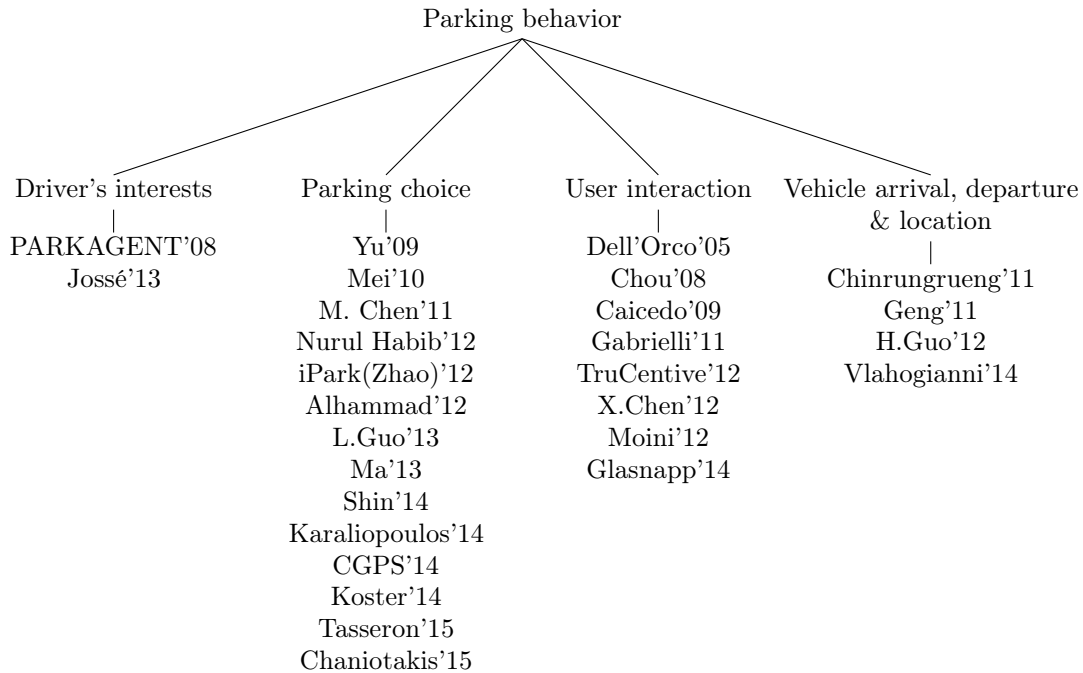 Parking behavior
Driver's interests
PARKAGENT'08
Jossé'13
Parking choice
Yu'09
Mei'10
M. Chen'11
Nurul Habib'12
iPark(Zhao)'12
Alhammad'12
L.Guo'13
Ma'13
Shin'14
Karaliopoulos'14
CGPS'14
Koster'14
Tasseron'15
Chaniotakis'15
User interaction
Dell'Orco'05
Chou'08
Caicedo'09
Gabrielli'11
TruCentive'12
X.Chen'12
Moini'12
Glasnapp'14
Vehicle arrival, departure
& location
Chinrungrueng'11
Geng'11
H.Guo'12
Vlahogianni'14